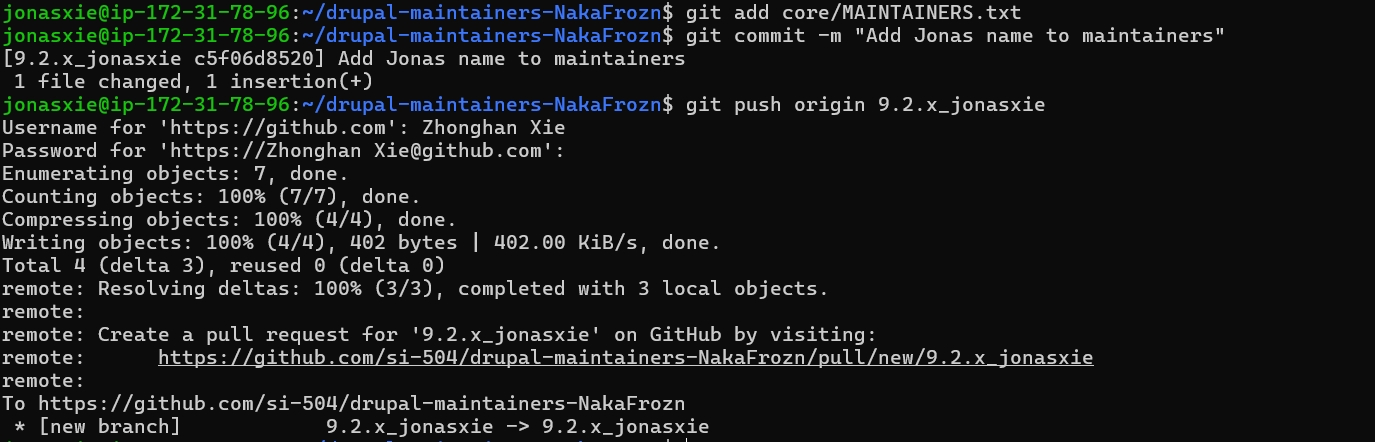 jonasxie@ip-172-31-78-96:~/drupal-maintainers-NakaFrozn$ git add core/MAINTAINERS.txt
jonasxie@ip-172-31-78-96:~/drupal-maintainers-NakaFrozn$ git commit -m "Add Jonas name to maintainers"
[9.2.x_jonasxie c5f06d8520] Add Jonas name to maintainers
 1 file changed, 1 insertion(+)
jonasxie@ip-172-31-78-96:~/drupal-maintainers-NakaFrozn$ git push origin 9.2.x_jonasxie
Username for 'https://github.com': Zhonghan Xie
Password for 'https://Zhonghan Xie@github.com':
Enumerating objects: 7, done.
Counting objects: 100% (7/7), done.
Compressing objects: 100% (4/4), done.
Writing objects: 100% (4/4), 402 bytes | 402.00 KiB/s, done.
Total 4 (delta 3), reused 0 (delta 0)
remote: Resolving deltas: 100% (3/3), completed with 3 local objects.
remote:
remote: Create a pull request for '9.2.x_jonasxie' on GitHub by visiting:
remote:      https://github.com/si-504/drupal-maintainers-NakaFrozn/pull/new/9.2.x_jonasxie
remote:
To https://github.com/si-504/drupal-maintainers-NakaFrozn
 * [new branch]            9.2.x_jonasxie -> 9.2.x_jonasxie